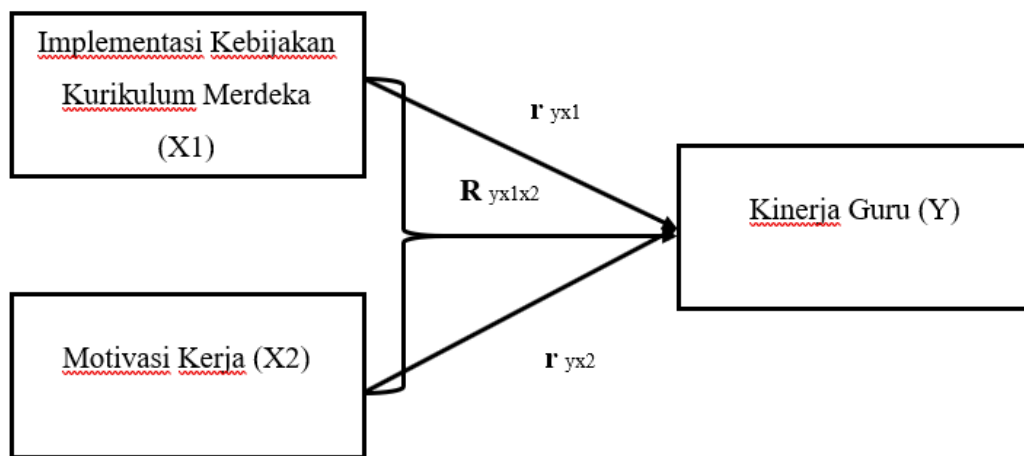 Implementasi Kebijakan
Kurikulum Merdeka
(X1)
r yx1
R yx1x2
Kinerja Guru (Y)
Motivasi Kerja (X2)
r yx2